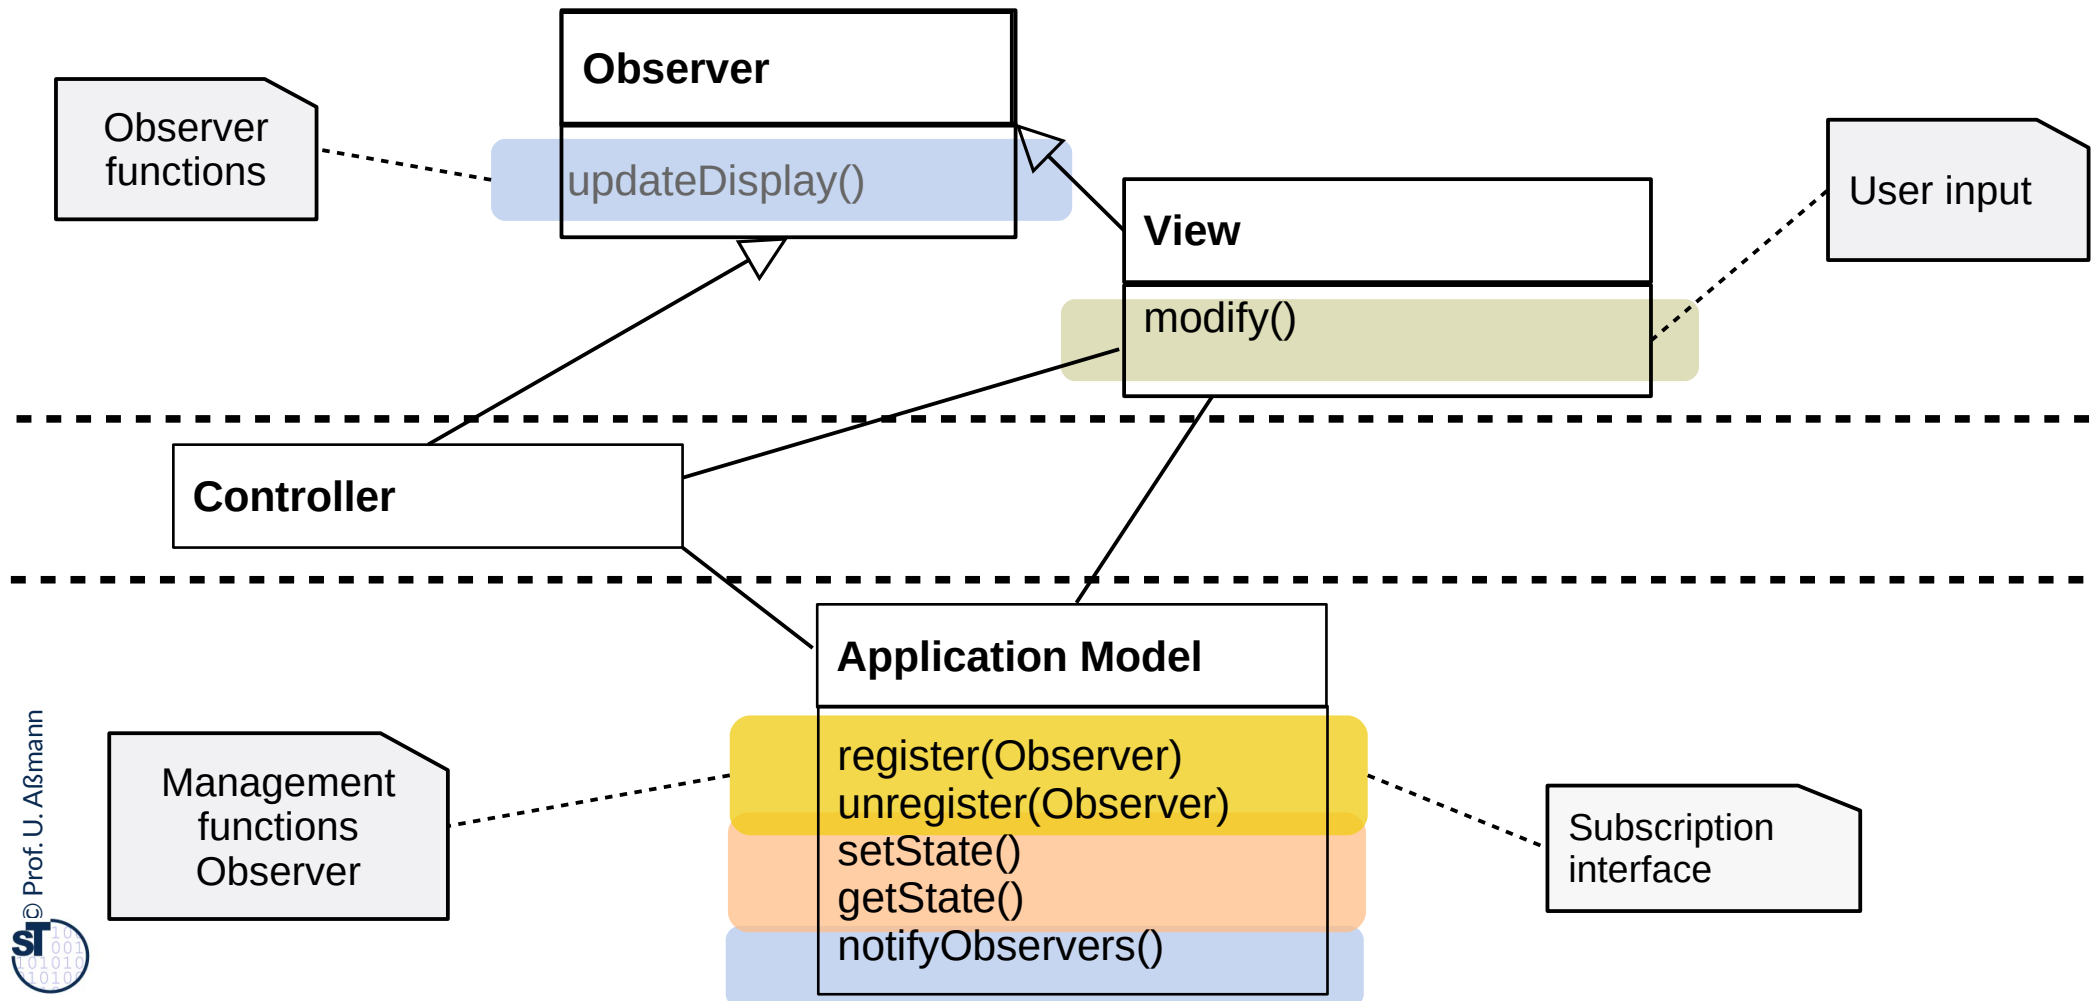 Observer
Observer
functions
updateDisplay()
User input
View
modify()
Controller
Application Model
register(Observer)
unregister(Observer)
setState()
getState()
notifyObservers()
Management
functions
Observer
Subscription
interface
© Prof. U. Aßmann
ST